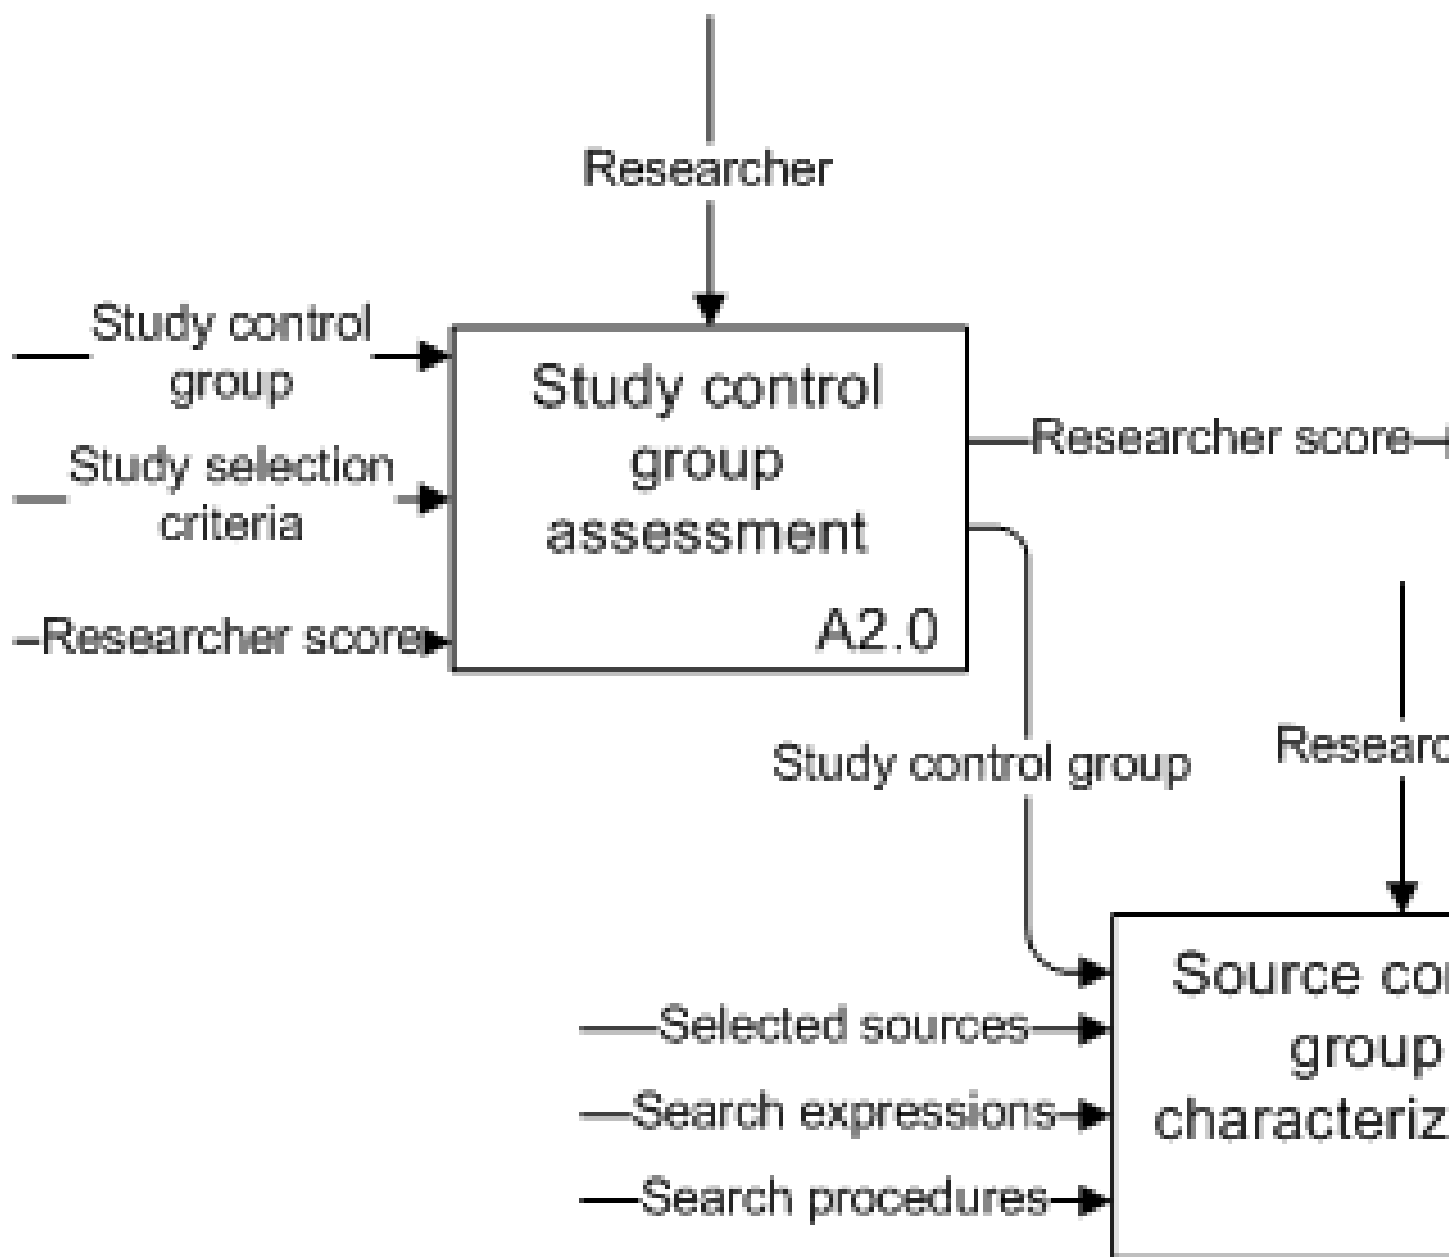 Researcher
Study control
group
Study selection
criteria
Researcher score
Study control
group
assessment
A2.0
Researcher score
Study control group
Selected sources
Search expressions
Search procedures
Source
group